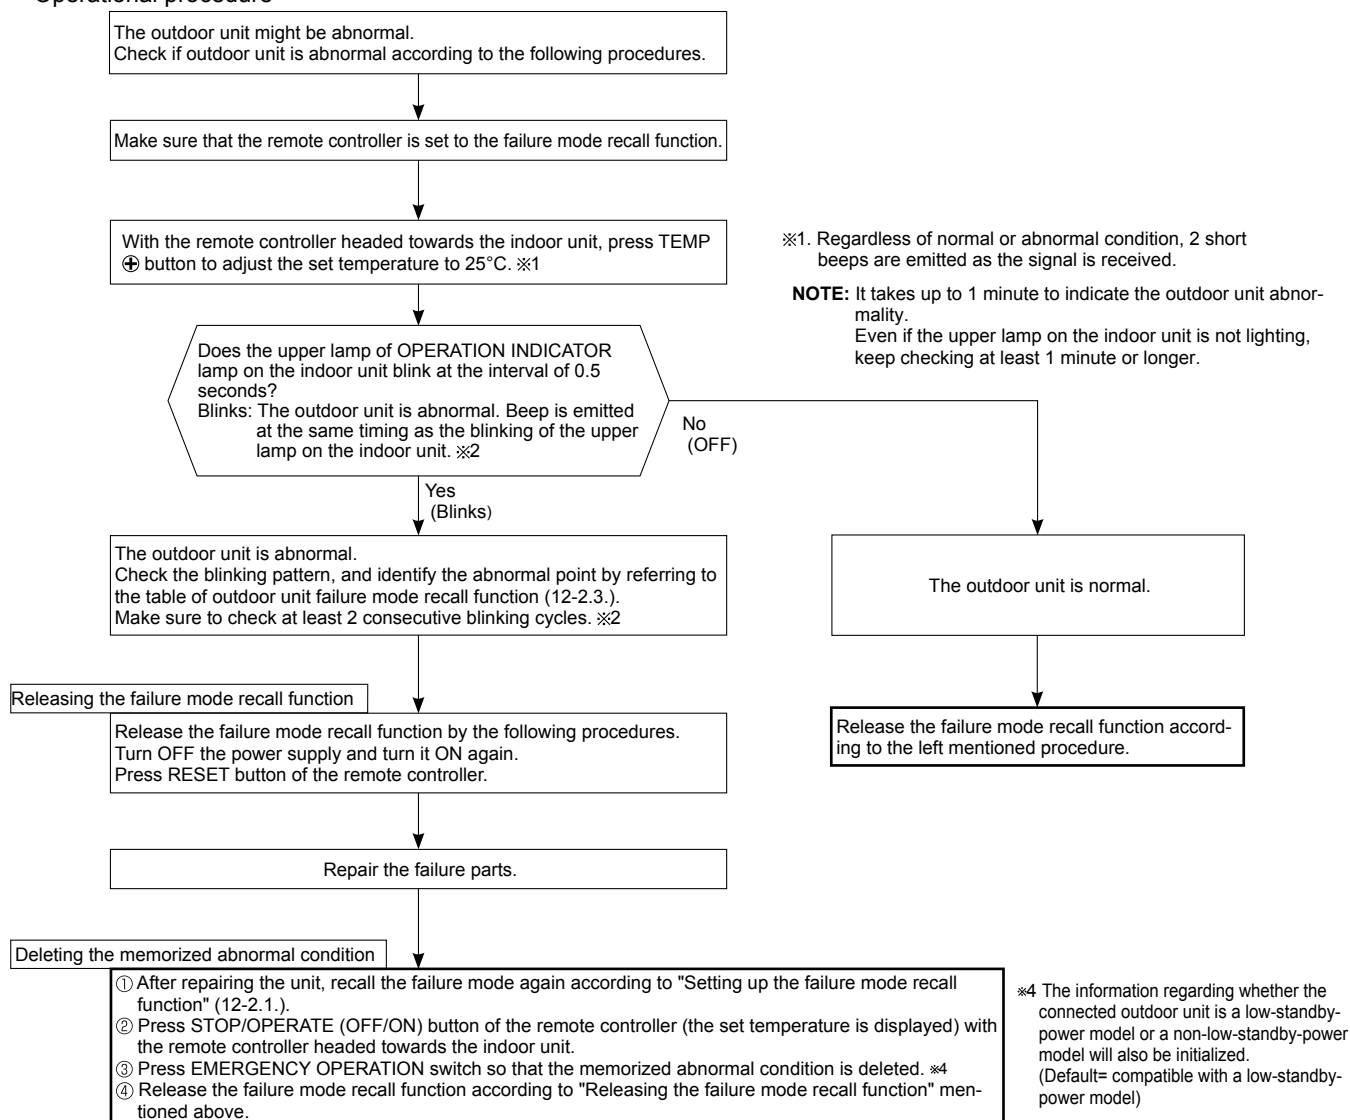 Operational procedure
The outdoor unit might be abnormal.
Check if outdoor unit is abnormal according to the following procedures.
Make sure that the remote controller is set to the failure mode recall function.
With the remote controller headed towards the indoor unit, press TEMP
⊕ button to adjust the set temperature to 25°C. ※1
※1. Regardless of normal or abnormal condition, 2 short
beeps are emitted as the signal is received.
NOTE: It takes up to 1 minute to indicate the outdoor unit abnor-
mality.
Even if the upper lamp on the indoor unit is not lighting,
keep checking at least 1 minute or longer.
Does the upper lamp of OPERATION INDICATOR
lamp on the indoor unit blink at the interval of 0.5
seconds?
Blinks: The outdoor unit is abnormal. Beep is emitted
at the same timing as the blinking of the upper
lamp on the indoor unit. ※2
No
(OFF)
Yes
(Blinks)
The outdoor unit is abnormal.
Check the blinking pattern, and identify the abnormal point by referring to
the table of outdoor unit failure mode recall function (12-2.3.).
Make sure to check at least 2 consecutive blinking cycles. ※2
The outdoor unit is normal.
Releasing the failure mode recall function
Release the failure mode recall function by the following procedures.
Turn OFF the power supply and turn it ON again.
Press RESET button of the remote controller.
Release the failure mode recall function accord-
ing to the left mentioned procedure.
Repair the failure parts.
Deleting the memorized abnormal condition
① After repairing the unit, recall the failure mode again according to "Setting up the failure mode recall
function" (12-2.1.).
② Press STOP/OPERATE (OFF/ON) button of the remote controller (the set temperature is displayed) with
the remote controller headed towards the indoor unit.
③ Press EMERGENCY OPERATION switch so that the memorized abnormal condition is deleted. ※4
④ Release the failure mode recall function according to "Releasing the failure mode recall function" men-
tioned above.
※4 The information regarding whether the
connected outdoor unit is a low-standby-
power model or a non-low-standby-power
model will also be initialized.
(Default= compatible with a low-standby-
power model)